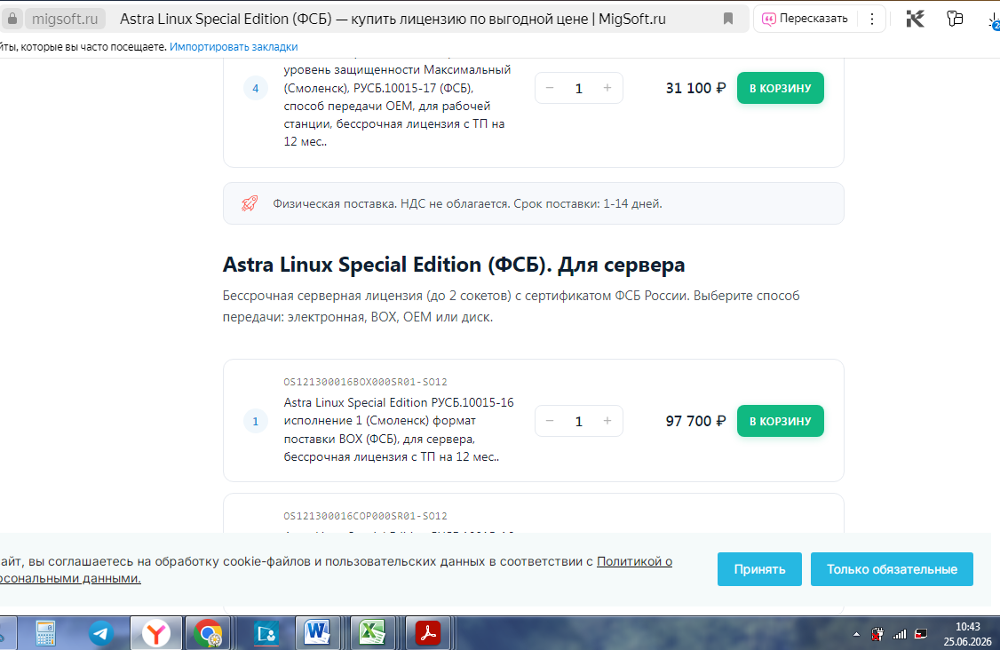 migsoft.ru
Astra Linux Special Edition (ФСБ) — купить лицензию по выгодной цене | MigSoft.ru
Пересказать
2
йты, которые вы часто посещаете. Импортировать закладки
уровень защищенности Максимальный
(Смоленск), РУСБ.10015-17 (ФСБ),
способ передачи OEM, для рабочей
станции, бессрочная лицензия с ТП на
12 мес..
4
− 1 +
31 100 ₽
В КОРЗИНУ
Физическая поставка. НДС не облагается. Срок поставки: 1-14 дней.
Astra Linux Special Edition (ФСБ). Для сервера
Бессрочная серверная лицензия (до 2 сокетов) с сертификатом ФСБ России. Выберите способ
передачи: электронная, BOX, OEM или диск.
OS121300016BOX000SR01-SO12
Astra Linux Special Edition РУСБ.10015-16
исполнение 1 (Смоленск) формат
поставки BOX (ФСБ), для сервера,
бессрочная лицензия с ТП на 12 мес..
1
− 1 +
97 700 ₽
В КОРЗИНУ
OS121300016COP000SR01-SO12
айт, вы соглашаетесь на обработку cookie-файлов и пользовательских данных в соответствии с Политикой о
рсональными данными.
Принять
Только обязательные
10:43
25.06.2026